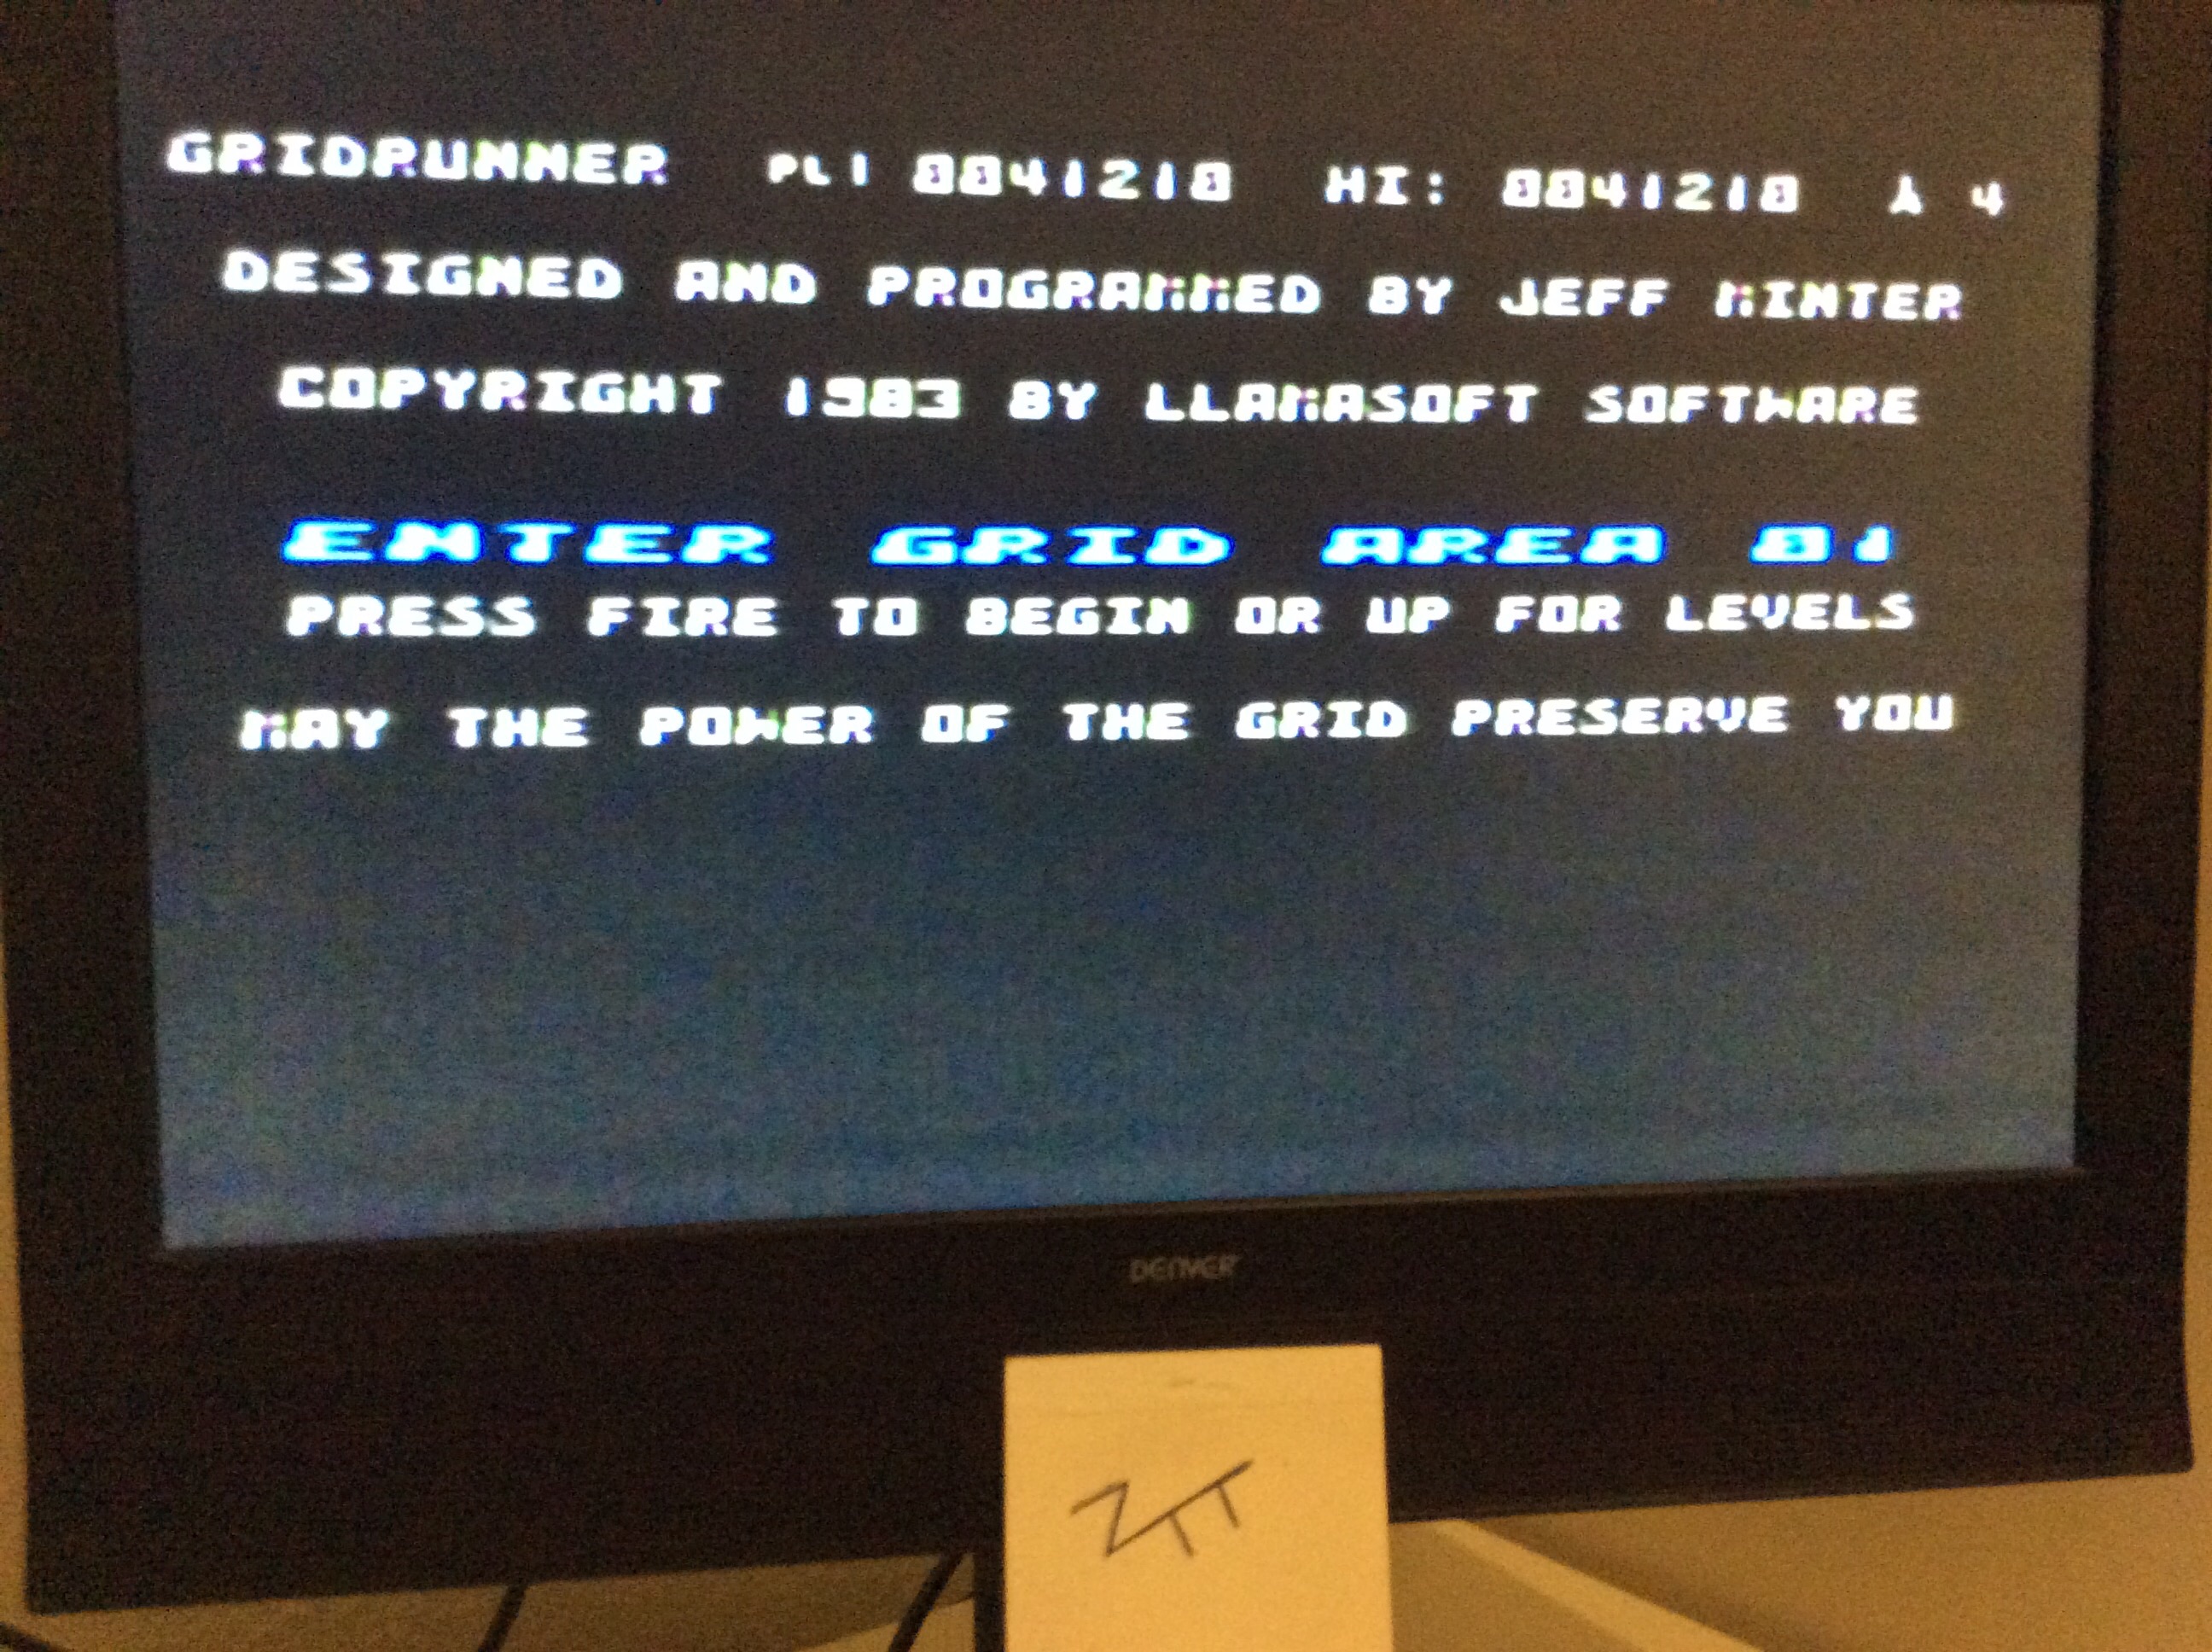 GRIDRUNNER PL1 0041210 HI: 0041210 4
DESIGNED AND PROGRAMMED BY JEFF MINTER
COPYRIGHT 1983 BY LLAMASOFT SOFTWARE
ENTER GRID AREA 01
PRESS FIRE TO BEGIN OR UP FOR LEVELS
MAY THE POWER OF THE GRID PRESERVE YOU
DENVER